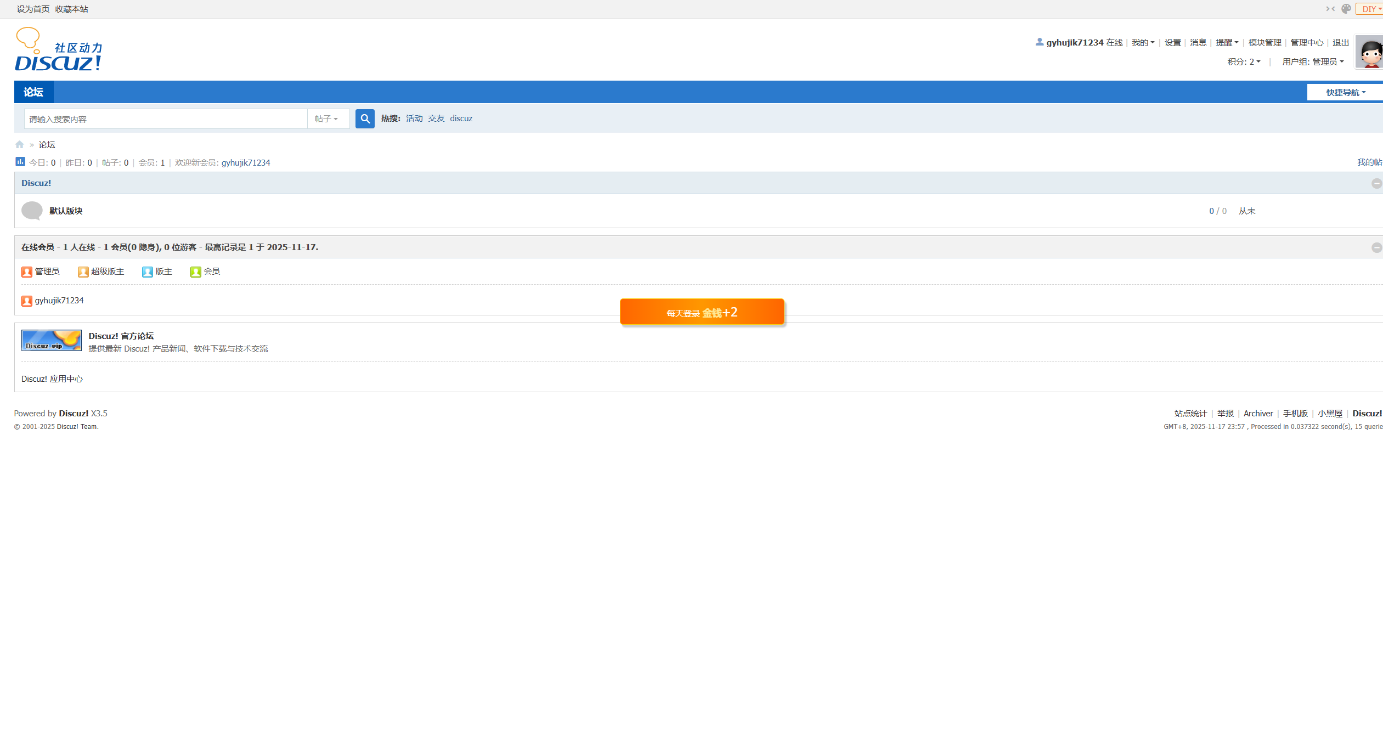 设为首页 收藏本站
DIY
社区动力
DISCUZ!
gyhujik71234 在线 | 我的 | 设置 | 消息 | 提醒 | 模块管理 | 管理中心 | 退出
积分: 2 | 用户组: 管理员
论坛
快捷导航
请输入搜索内容 帖子 热搜: 活动 交友 discuz
» 论坛
今日: 0 | 昨日: 0 | 帖子: 0 | 会员: 1 | 欢迎新会员: gyhujik71234
我的帖
Discuz!
默认版块 0 / 0 从未
在线会员 - 1 人在线 - 1 会员(0 隐身), 0 位游客 - 最高记录是 1 于 2025-11-17.
管理员 超级版主 版主 会员
gyhujik71234
每天登录 金钱+2
Discuz! 官方论坛
提供最新 Discuz! 产品新闻、软件下载与技术交流
Discuz! 应用中心
Powered by Discuz! X3.5
站点统计 | 举报 | Archiver | 手机版 | 小黑屋 | Discuz!
© 2001-2025 Discuz! Team.
GMT+8, 2025-11-17 23:57 , Processed in 0.037322 second(s), 15 querie